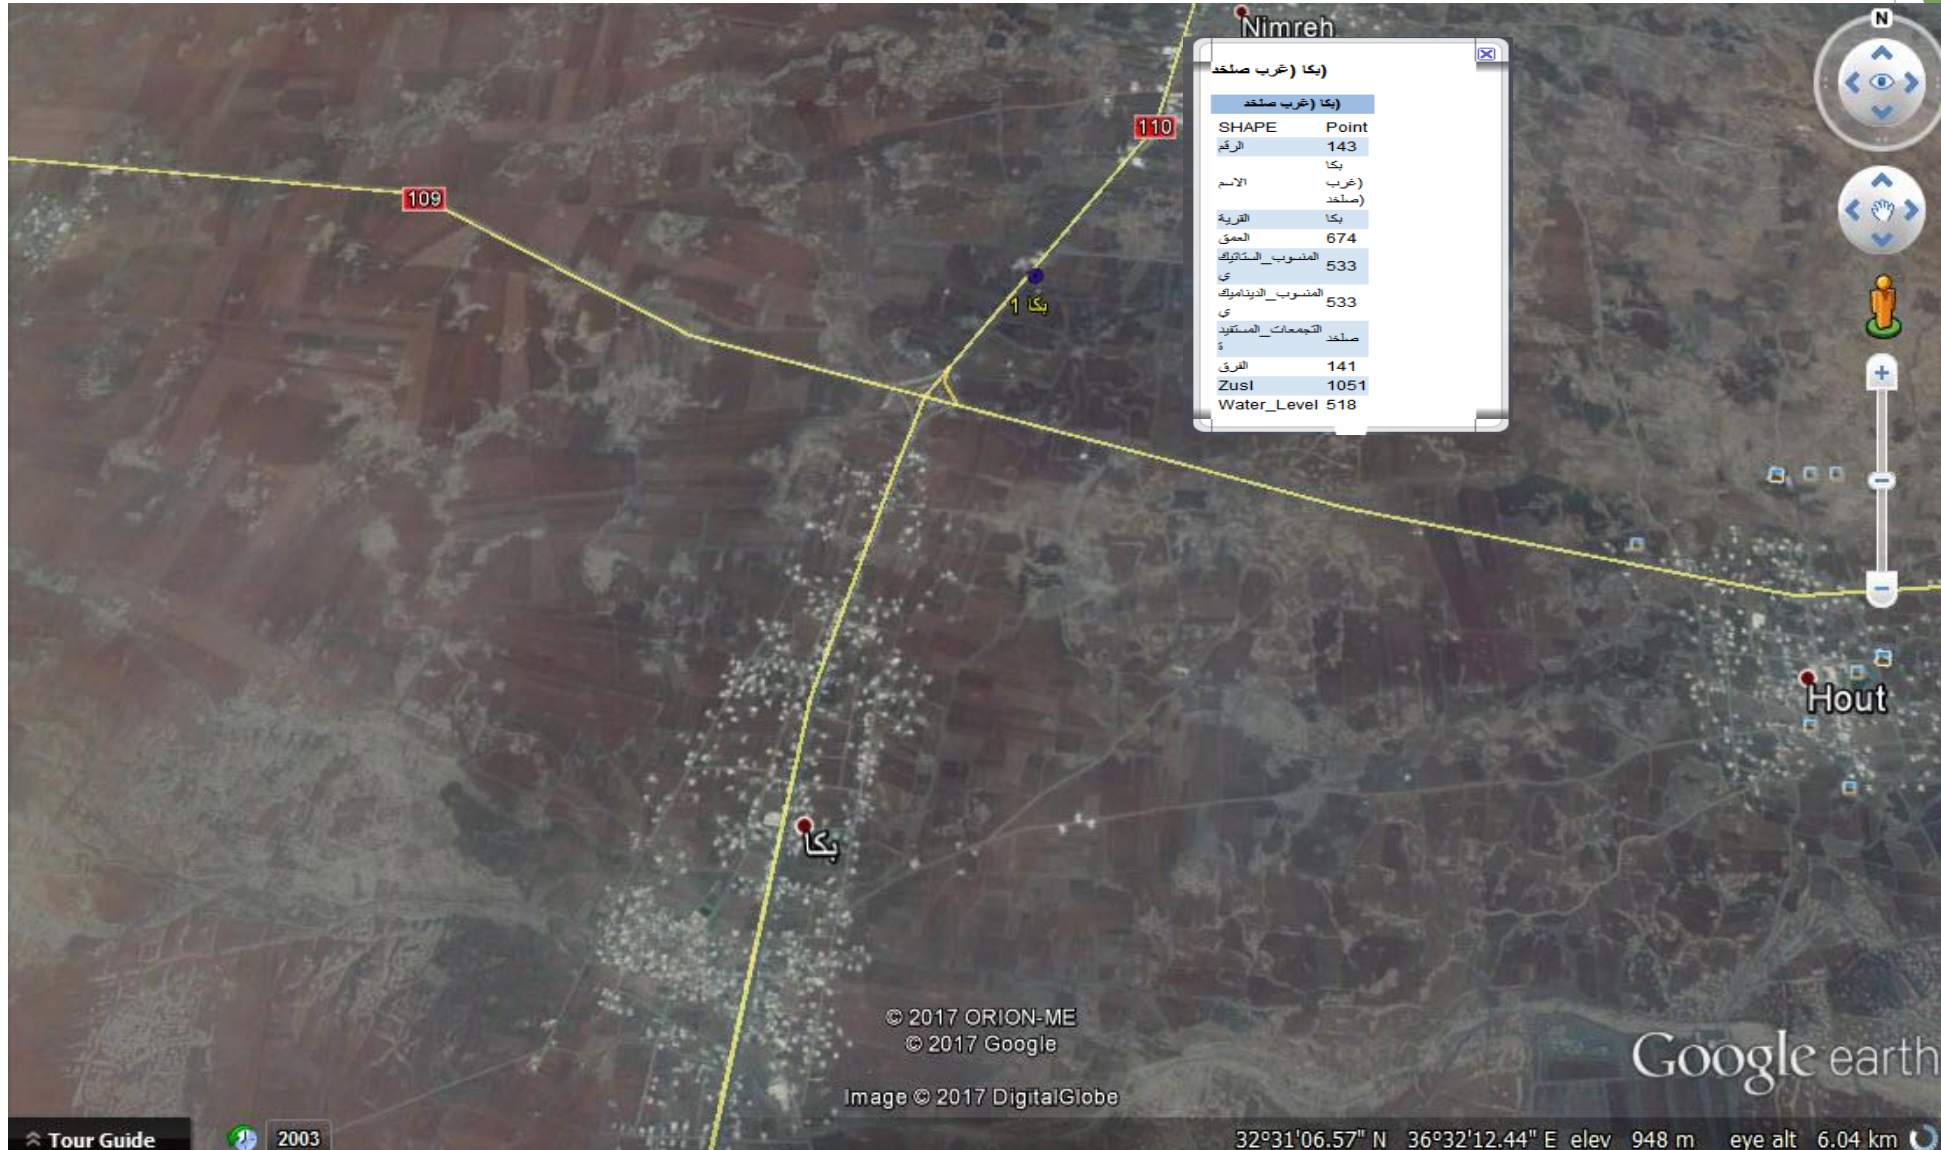 Nimreh
N
(بكا (غرب صلخد
(بكا (غرب صلخد
SHAPE Point
الرقم 143
بكا
الاسم (غرب
(صلخد
القرية بكا
العمق 674
المنسوب_الستاتيك
ي 533
المنسوب_الديناميك
ي 533
التجمعات_المستفيد
ة صلخد
الفرق 141
Zusl 1051
Water_Level 518
110
109
بكا 1
Hout
بكا
© 2017 ORION-ME
© 2017 Google
Image © 2017 DigitalGlobe
Google earth
Tour Guide
2003
32°31'06.57" N 36°32'12.44" E elev 948 m eye alt 6.04 km